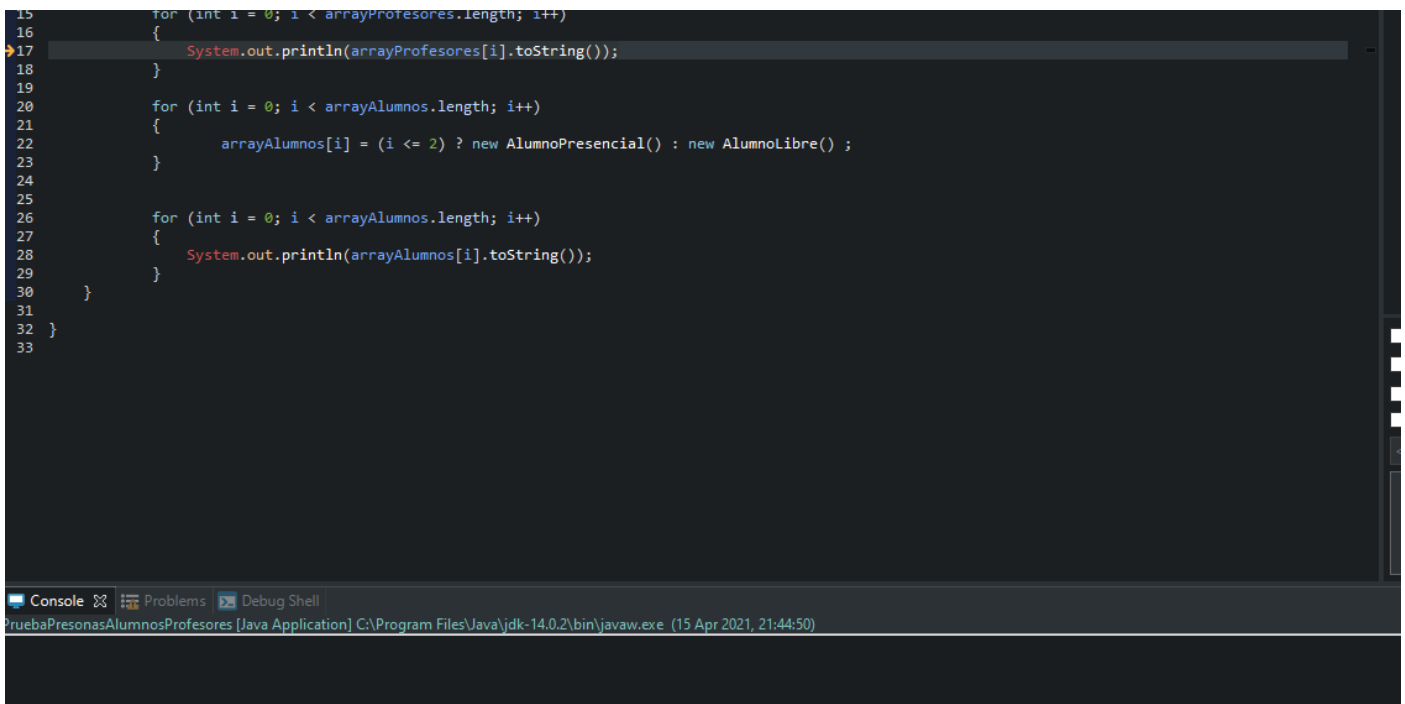 15 for (int i = 0; i < arrayProfesores.length; i++)
16 {
17 System.out.println(arrayProfesores[i].toString());
18 }
19
20 for (int i = 0; i < arrayAlumnos.length; i++)
21 {
22 arrayAlumnos[i] = (i <= 2) ? new AlumnoPresencial() : new AlumnoLibre() ;
23 }
24
25
26 for (int i = 0; i < arrayAlumnos.length; i++)
27 {
28 System.out.println(arrayAlumnos[i].toString());
29 }
30 }
31
32 }
33
Console Problems Debug Shell
PruebaPresonasAlumnosProfesores [Java Application] C:\Program Files\Java\jdk-14.0.2\bin\javaw.exe (15 Apr 2021, 21:44:50)